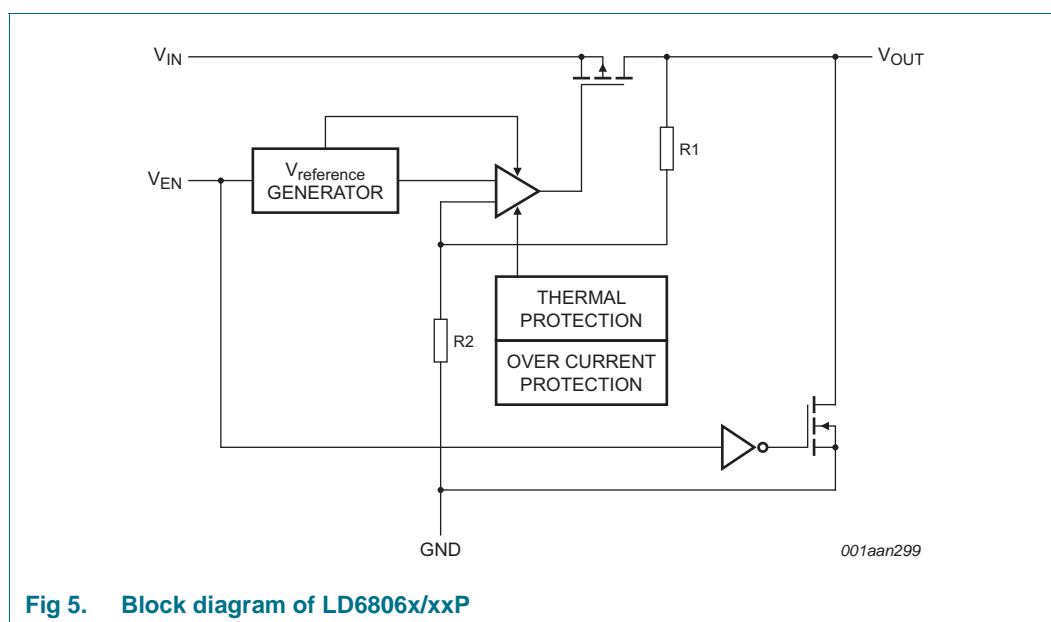 VIN
VOUT
R1
VEN
Vreference
GENERATOR
THERMAL
PROTECTION
R2
OVER CURRENT
PROTECTION
GND
001aan299
Fig 5. Block diagram of LD6806x/xxP